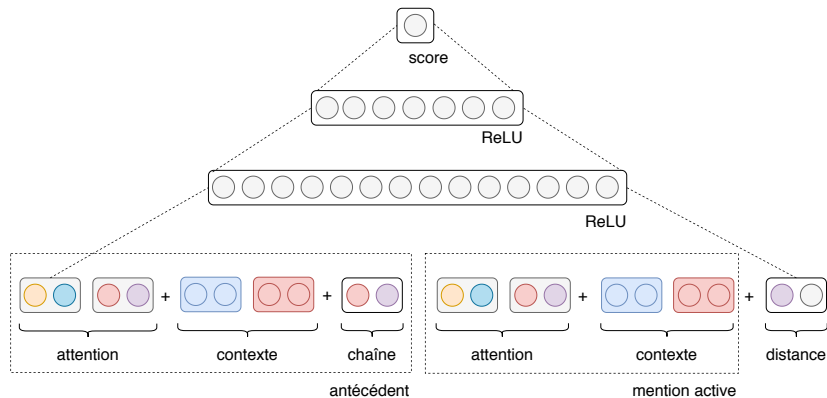 score
ReLU
ReLU
+ + + +
attention contexte chaîne attention contexte distance
antécédent mention active